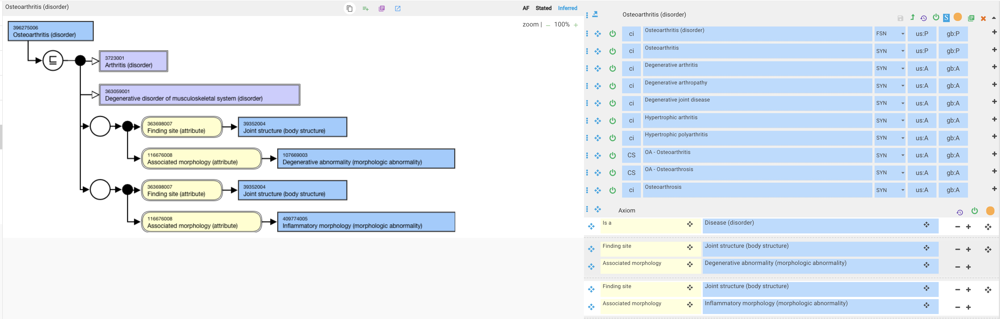 Osteoarthritis (disorder)
AF Stated Inferred
zoom | – 100% +
396275006
Osteoarthritis (disorder)
⊑
3723001
Arthritis (disorder)
363059001
Degenerative disorder of musculoskeletal system (disorder)
363698007
Finding site (attribute)
39352004
Joint structure (body structure)
116676008
Associated morphology (attribute)
107669003
Degenerative abnormality (morphologic abnormality)
363698007
Finding site (attribute)
39352004
Joint structure (body structure)
116676008
Associated morphology (attribute)
409774005
Inflammatory morphology (morphologic abnormality)
Osteoarthritis (disorder)
S
ci Osteoarthritis (disorder) FSN us:P gb:P
ci Osteoarthritis SYN us:P gb:P
ci Degenerative arthritis SYN us:A gb:A
ci Degenerative arthropathy SYN us:A gb:A
ci Degenerative joint disease SYN us:A gb:A
ci Hypertrophic arthritis SYN us:A gb:A
ci Hypertrophic polyarthritis SYN us:A gb:A
CS OA - Osteoarthritis SYN us:A gb:A
CS OA - Osteoarthrosis SYN us:A gb:A
ci Osteoarthrosis SYN us:A gb:A
Axiom
Is a Disease (disorder)
Finding site Joint structure (body structure)
Associated morphology Degenerative abnormality (morphologic abnormality)
Finding site Joint structure (body structure)
Associated morphology Inflammatory morphology (morphologic abnormality)